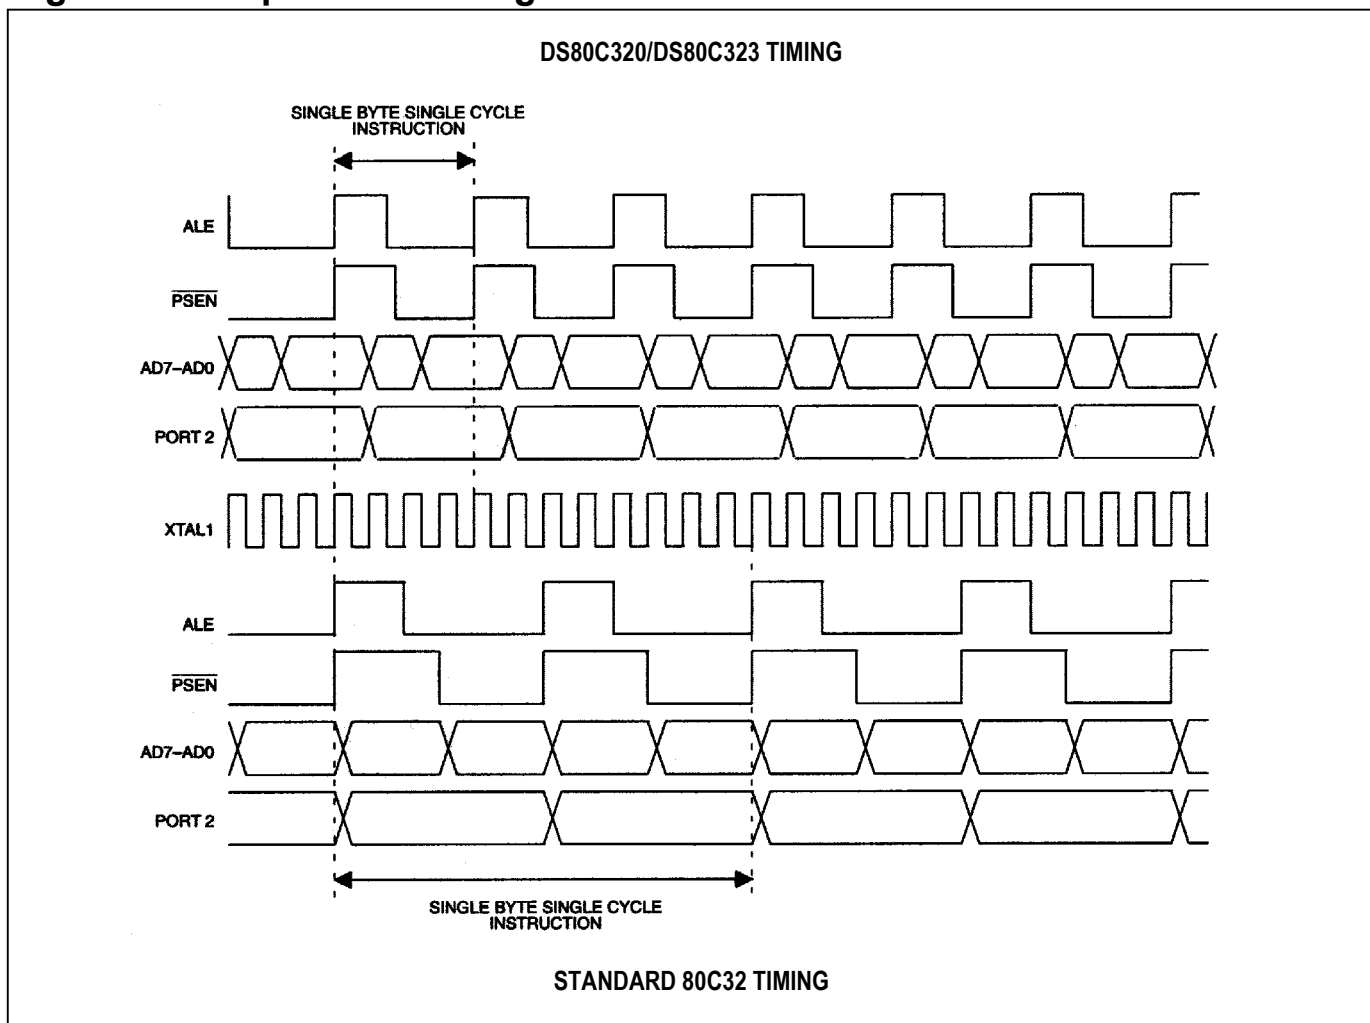 DS80C320/DS80C323 TIMING
SINGLE BYTE SINGLE CYCLE
INSTRUCTION
ALE
PSEN
AD7–AD0
PORT 2
XTAL1
ALE
PSEN
AD7–AD0
PORT 2
SINGLE BYTE SINGLE CYCLE
INSTRUCTION
STANDARD 80C32 TIMING